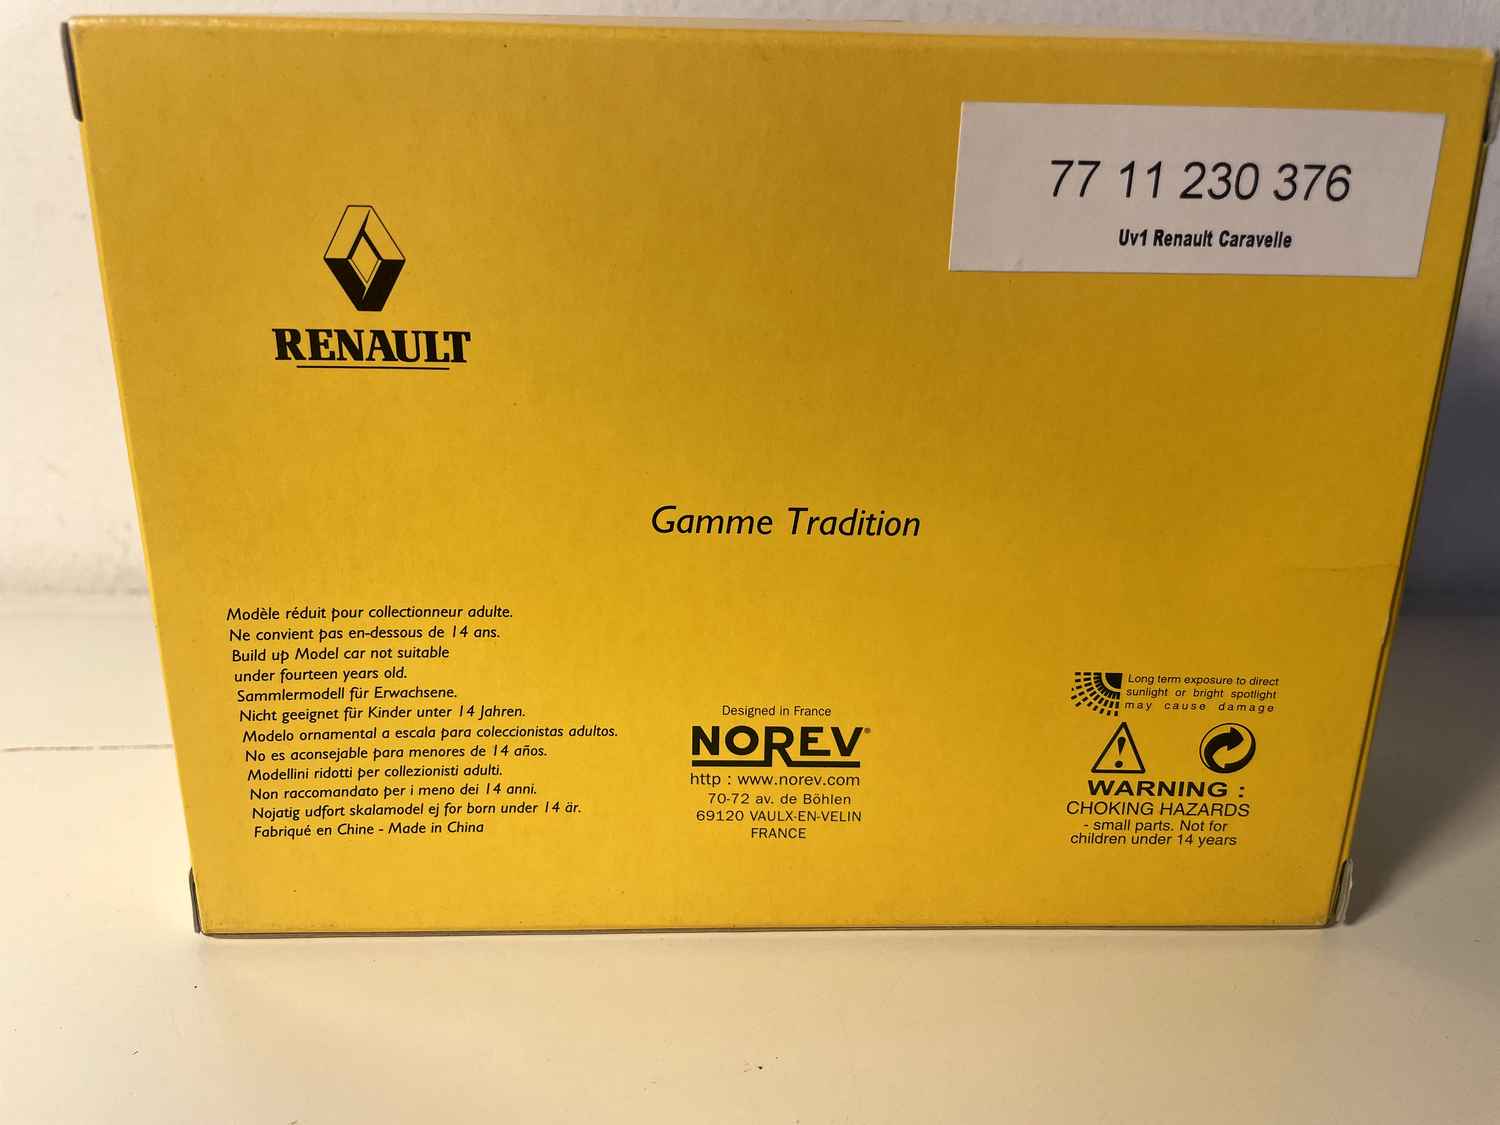 77 11 230 376
Uv1 Renault Caravelle
RENAULT
Gamme Tradition
Modèle réduit pour collectionneur adulte.
Ne convient pas en-dessous de 14 ans.
Build up Model car not suitable
under fourteen years old.
Sammlermodell für Erwachsene.
Nicht geeignet für Kinder unter 14 Jahren.
Modelo ornamental a escala para coleccionistas adultos.
No es aconsejable para menores de 14 años.
Modellini ridotti per collezionisti adulti.
Non raccomandato per i meno dei 14 anni.
Nojatig udfort skalamodel ej for born under 14 är.
Fabriqué en Chine - Made in China
Designed in France
NOREV®
http : www.norev.com
70-72 av. de Böhlen
69120 VAULX-EN-VELIN
FRANCE
Long term exposure to direct
sunlight or bright spotlight
may cause damage
WARNING :
CHOKING HAZARDS
- small parts. Not for
children under 14 years